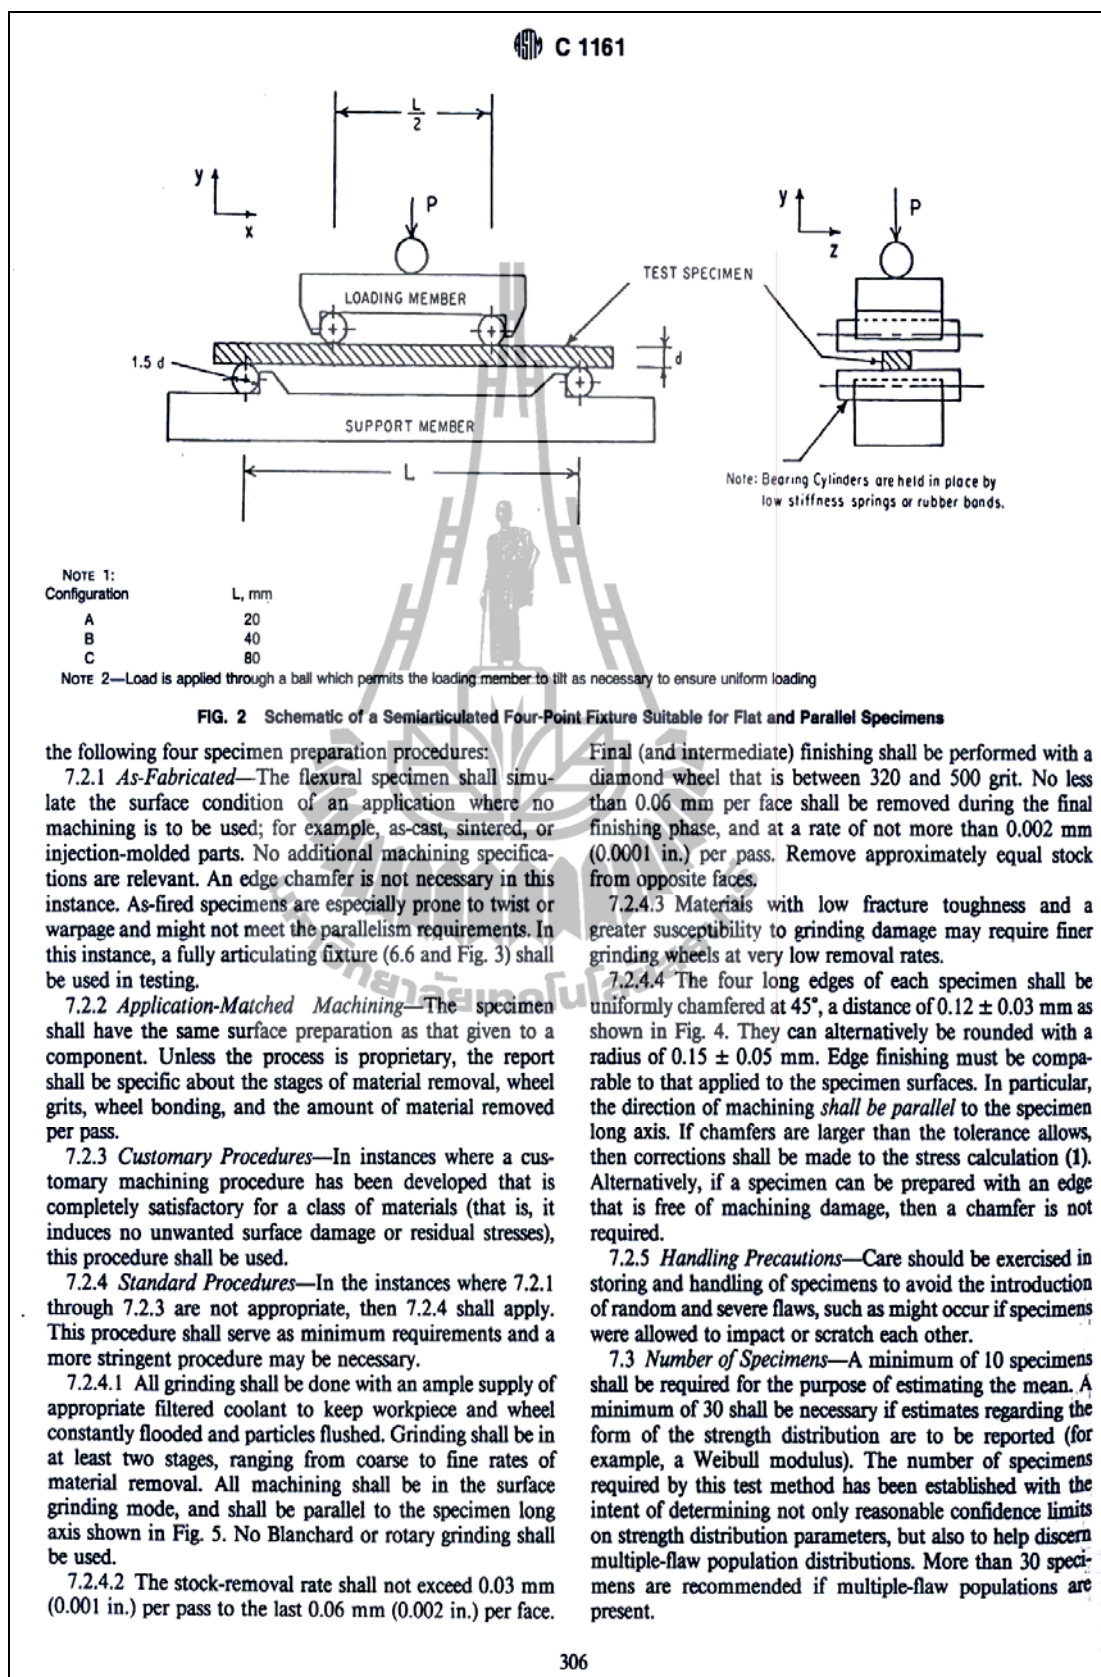 ASTM C 1161
L
2
y
x
P
LOADING MEMBER
TEST SPECIMEN
1.5 d
d
SUPPORT MEMBER
L
y
z
P
Note: Bearing Cylinders are held in place by
low stiffness springs or rubber bands.
NOTE 1:
Configuration L, mm
A 20
B 40
C 80
NOTE 2—Load is applied through a ball which permits the loading member to tilt as necessary to ensure uniform loading
FIG. 2 Schematic of a Semiarticulated Four-Point Fixture Suitable for Flat and Parallel Specimens
the following four specimen preparation procedures:
7.2.1 As-Fabricated—The flexural specimen shall simu-
late the surface condition of an application where no
machining is to be used; for example, as-cast, sintered, or
injection-molded parts. No additional machining specifica-
tions are relevant. An edge chamfer is not necessary in this
instance. As-fired specimens are especially prone to twist or
warpage and might not meet the parallelism requirements. In
this instance, a fully articulating fixture (6.6 and Fig. 3) shall
be used in testing.
7.2.2 Application-Matched Machining—The specimen
shall have the same surface preparation as that given to a
component. Unless the process is proprietary, the report
shall be specific about the stages of material removal, wheel
grits, wheel bonding, and the amount of material removed
per pass.
7.2.3 Customary Procedures—In instances where a cus-
tomary machining procedure has been developed that is
completely satisfactory for a class of materials (that is, it
induces no unwanted surface damage or residual stresses),
this procedure shall be used.
7.2.4 Standard Procedures—In the instances where 7.2.1
through 7.2.3 are not appropriate, then 7.2.4 shall apply.
This procedure shall serve as minimum requirements and a
more stringent procedure may be necessary.
7.2.4.1 All grinding shall be done with an ample supply of
appropriate filtered coolant to keep workpiece and wheel
constantly flooded and particles flushed. Grinding shall be in
at least two stages, ranging from coarse to fine rates of
material removal. All machining shall be in the surface
grinding mode, and shall be parallel to the specimen long
axis shown in Fig. 5. No Blanchard or rotary grinding shall
be used.
7.2.4.2 The stock-removal rate shall not exceed 0.03 mm
(0.001 in.) per pass to the last 0.06 mm (0.002 in.) per face.
Final (and intermediate) finishing shall be performed with a
diamond wheel that is between 320 and 500 grit. No less
than 0.06 mm per face shall be removed during the final
finishing phase, and at a rate of not more than 0.002 mm
(0.0001 in.) per pass. Remove approximately equal stock
from opposite faces.
7.2.4.3 Materials with low fracture toughness and a
greater susceptibility to grinding damage may require finer
grinding wheels at very low removal rates.
7.2.4.4 The four long edges of each specimen shall be
uniformly chamfered at 45°, a distance of 0.12 ± 0.03 mm as
shown in Fig. 4. They can alternatively be rounded with a
radius of 0.15 ± 0.05 mm. Edge finishing must be compa-
rable to that applied to the specimen surfaces. In particular,
the direction of machining shall be parallel to the specimen
long axis. If chamfers are larger than the tolerance allows,
then corrections shall be made to the stress calculation (1).
Alternatively, if a specimen can be prepared with an edge
that is free of machining damage, then a chamfer is not
required.
7.2.5 Handling Precautions—Care should be exercised in
storing and handling of specimens to avoid the introduction
of random and severe flaws, such as might occur if specimens
were allowed to impact or scratch each other.
7.3 Number of Specimens—A minimum of 10 specimens
shall be required for the purpose of estimating the mean. A
minimum of 30 shall be necessary if estimates regarding the
form of the strength distribution are to be reported (for
example, a Weibull modulus). The number of specimens
required by this test method has been established with the
intent of determining not only reasonable confidence limits
on strength distribution parameters, but also to help discern
multiple-flaw population distributions. More than 30 speci-
mens are recommended if multiple-flaw populations are
present.
306